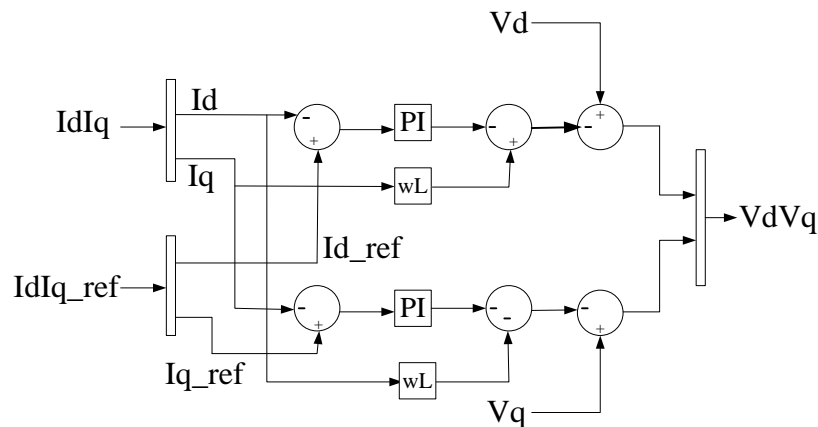 Vd
IdIq
Id
-
+
PI
-
+
-
+
Iq
wL
VdVq
Id_ref
IdIq_ref
-
+
PI
-
-
-
+
Iq_ref
wL
Vq